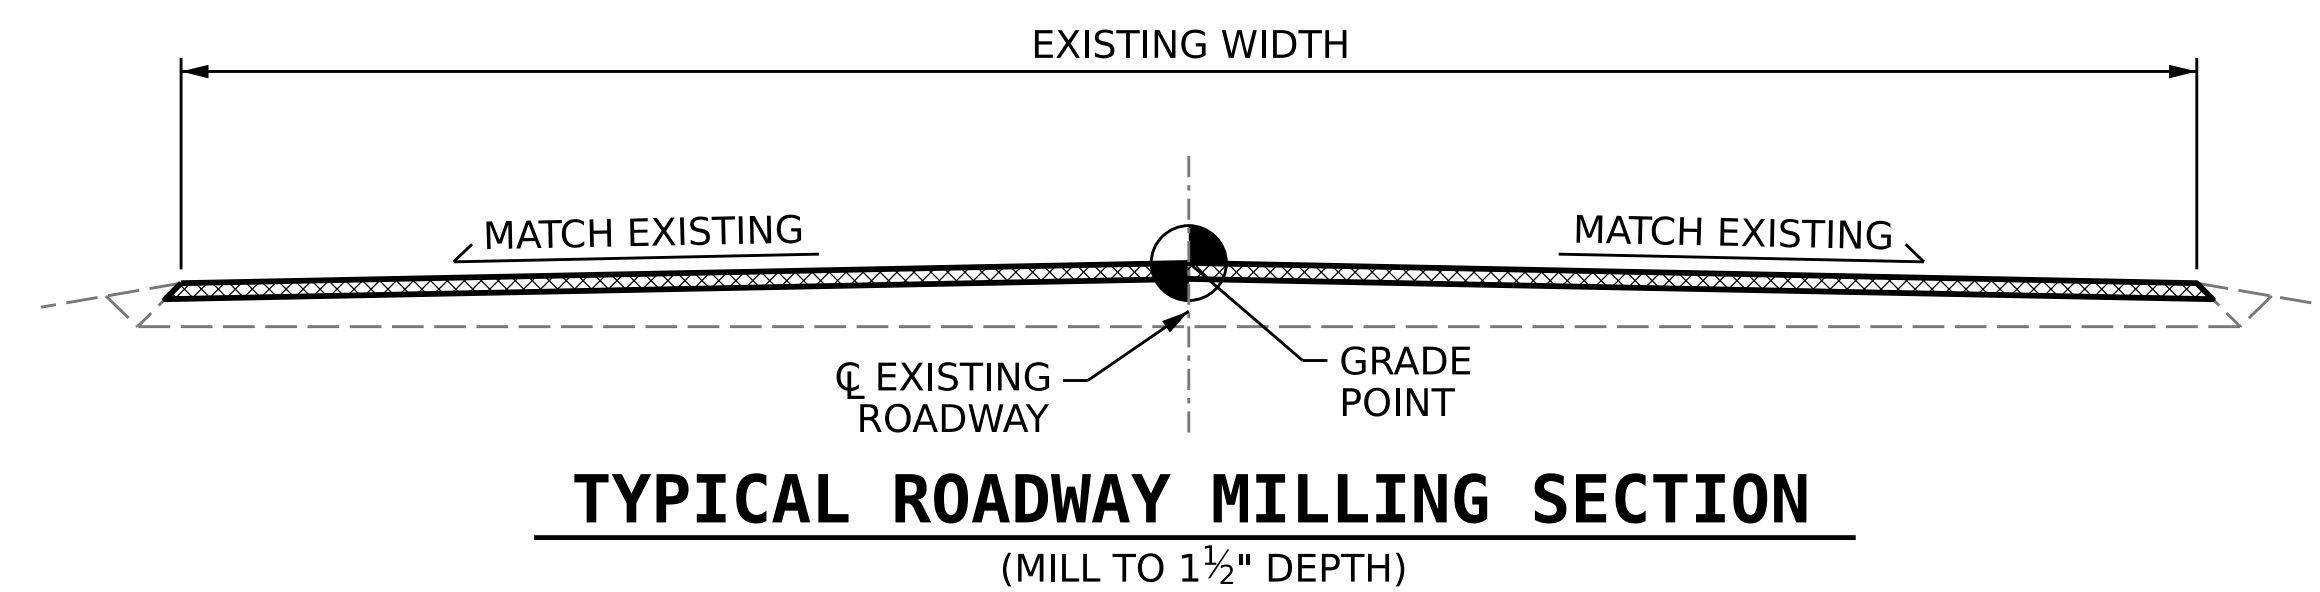 EXISTING WIDTH
MATCH EXISTING
MATCH EXISTING
℄ EXISTING
ROADWAY
GRADE
POINT
TYPICAL ROADWAY MILLING SECTION
(MILL TO 1½" DEPTH)